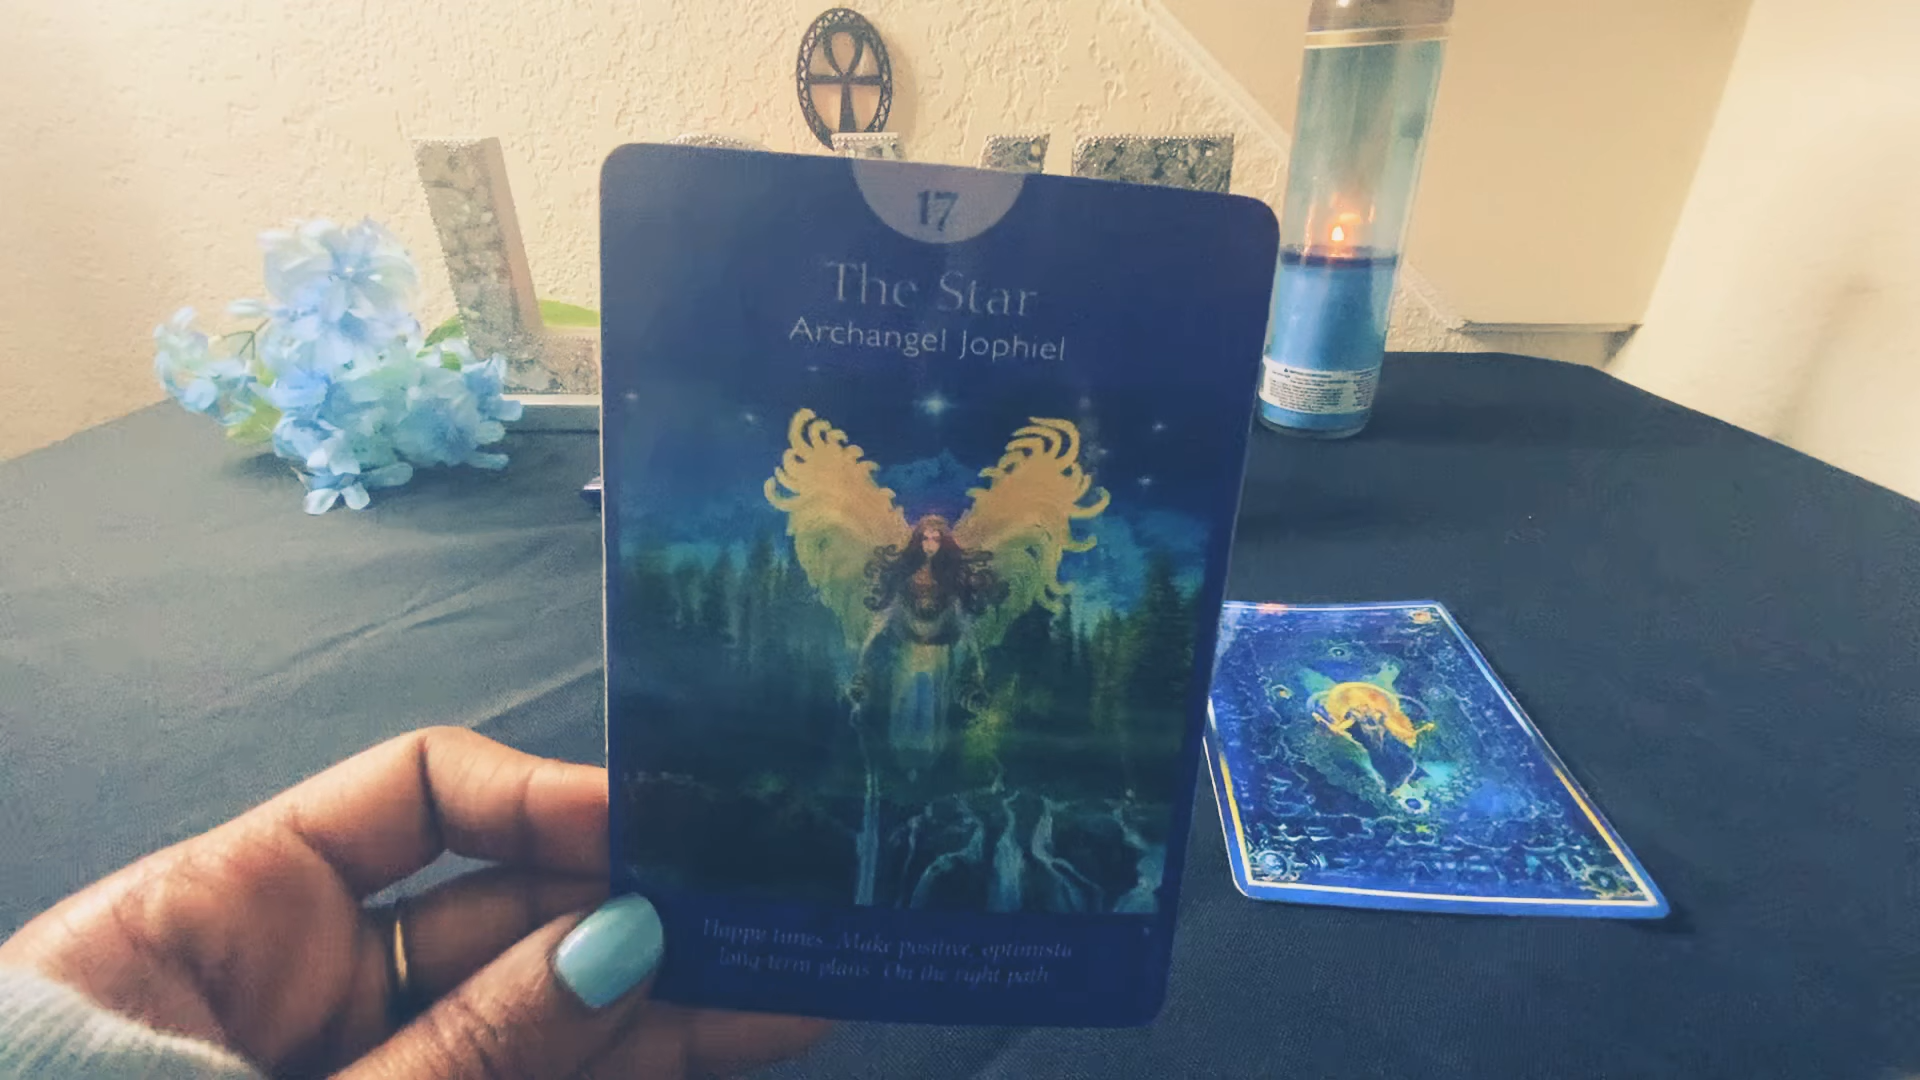 17
The Star
Archangel Jophiel
Happy times. Make positive, optimistic
long-term plans. On the right path.